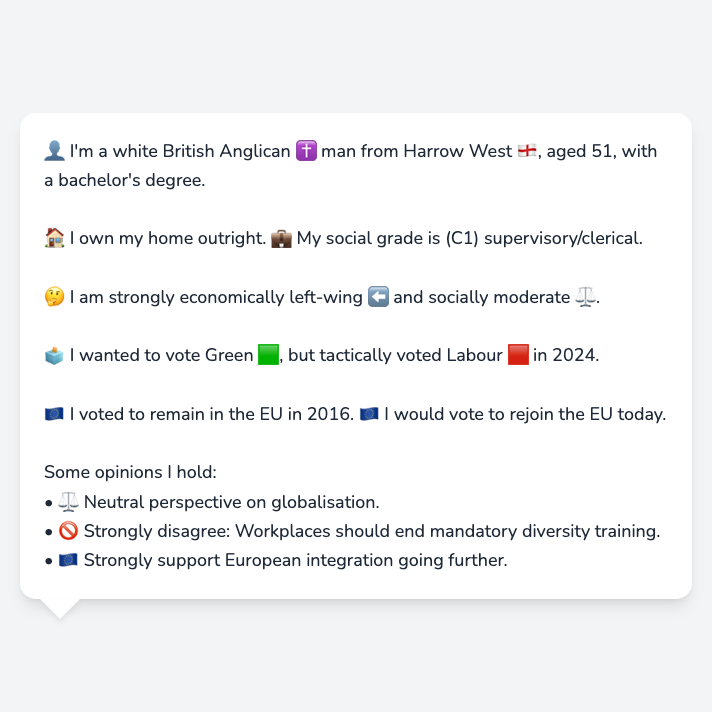 👤 I'm a white British Anglican ✝️ man from Harrow West 🏴󠁧󠁢󠁥󠁮󠁧󠁿, aged 51, with
a bachelor's degree.
🏠 I own my home outright. 💼 My social grade is (C1) supervisory/clerical.
🤔 I am strongly economically left-wing ⬅️ and socially moderate ⚖️.
🗳️ I wanted to vote Green 🟩, but tactically voted Labour 🟥 in 2024.
🇪🇺 I voted to remain in the EU in 2016. 🇪🇺 I would vote to rejoin the EU today.
Some opinions I hold:
• ⚖️ Neutral perspective on globalisation.
• 🚫 Strongly disagree: Workplaces should end mandatory diversity training.
• 🇪🇺 Strongly support European integration going further.